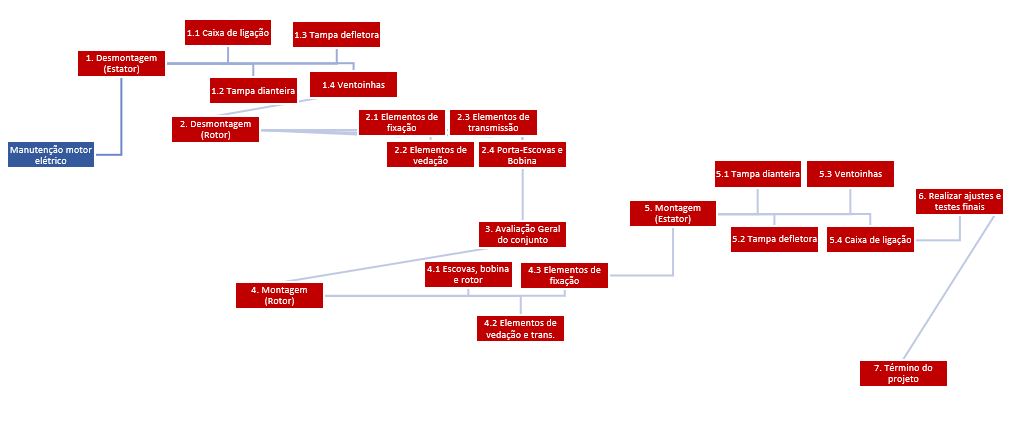 Manutenção motor
elétrico
1. Desmontagem
(Estator)
1.1 Caixa de ligação
1.2 Tampa dianteira
1.3 Tampa defletora
1.4 Ventoinhas
2. Desmontagem
(Rotor)
2.1 Elementos de
fixação
2.2 Elementos de
vedação
2.3 Elementos de
transmissão
2.4 Porta-Escovas e
Bobina
3. Avaliação Geral
do conjunto
4. Montagem
(Rotor)
4.1 Escovas, bobina
e rotor
4.2 Elementos de
vedação e trans.
4.3 Elementos de
fixação
5. Montagem
(Estator)
5.1 Tampa dianteira
5.2 Tampa defletora
5.3 Ventoinhas
5.4 Caixa de ligação
6. Realizar ajustes e
testes finais
7. Término do
projeto